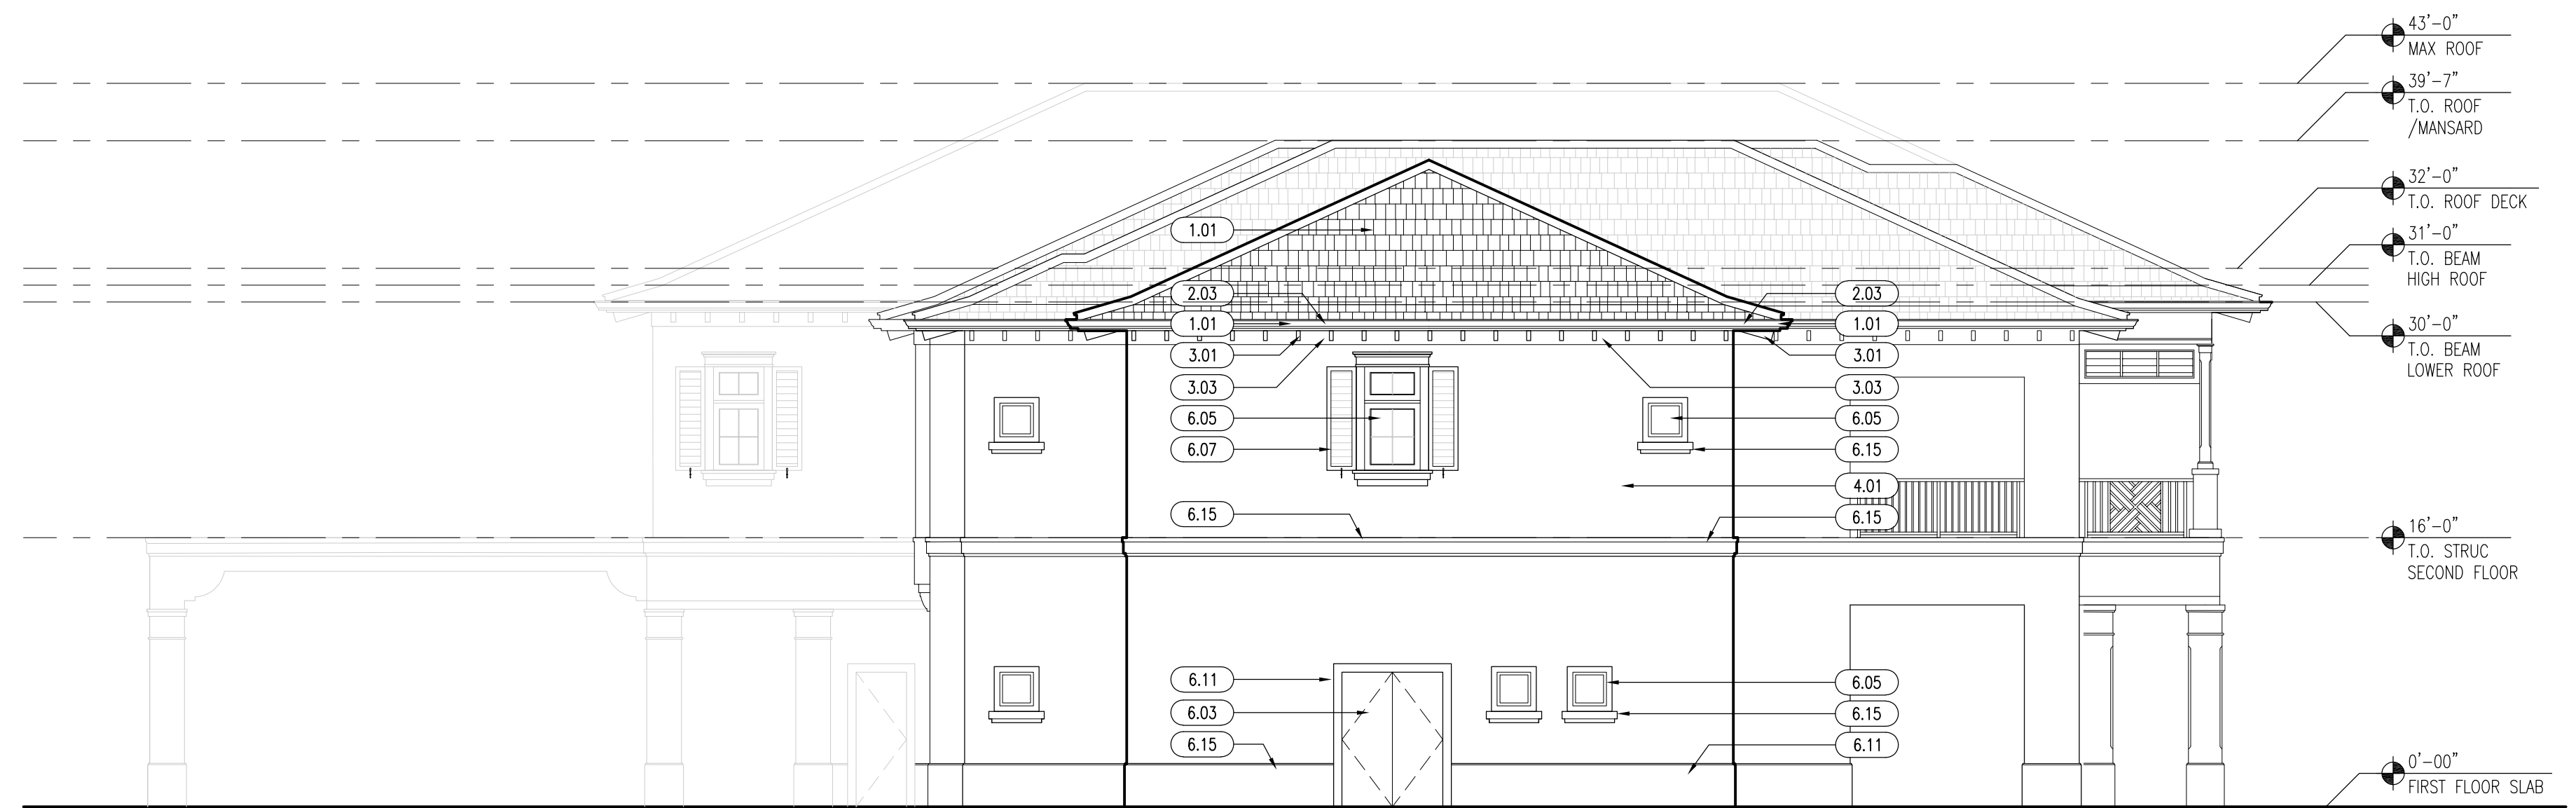 43'-0"
MAX ROOF
39'-7"
T.O. ROOF
/MANSARD
32'-0"
T.O. ROOF DECK
31'-0"
T.O. BEAM
HIGH ROOF
30'-0"
T.O. BEAM
LOWER ROOF
16'-0"
T.O. STRUC
SECOND FLOOR
0'-00"
FIRST FLOOR SLAB
1.01
2.03
1.01
3.01
3.03
6.05
6.07
6.15
6.11
6.03
6.15
2.03
1.01
3.01
3.03
6.05
6.15
4.01
6.15
6.05
6.15
6.11